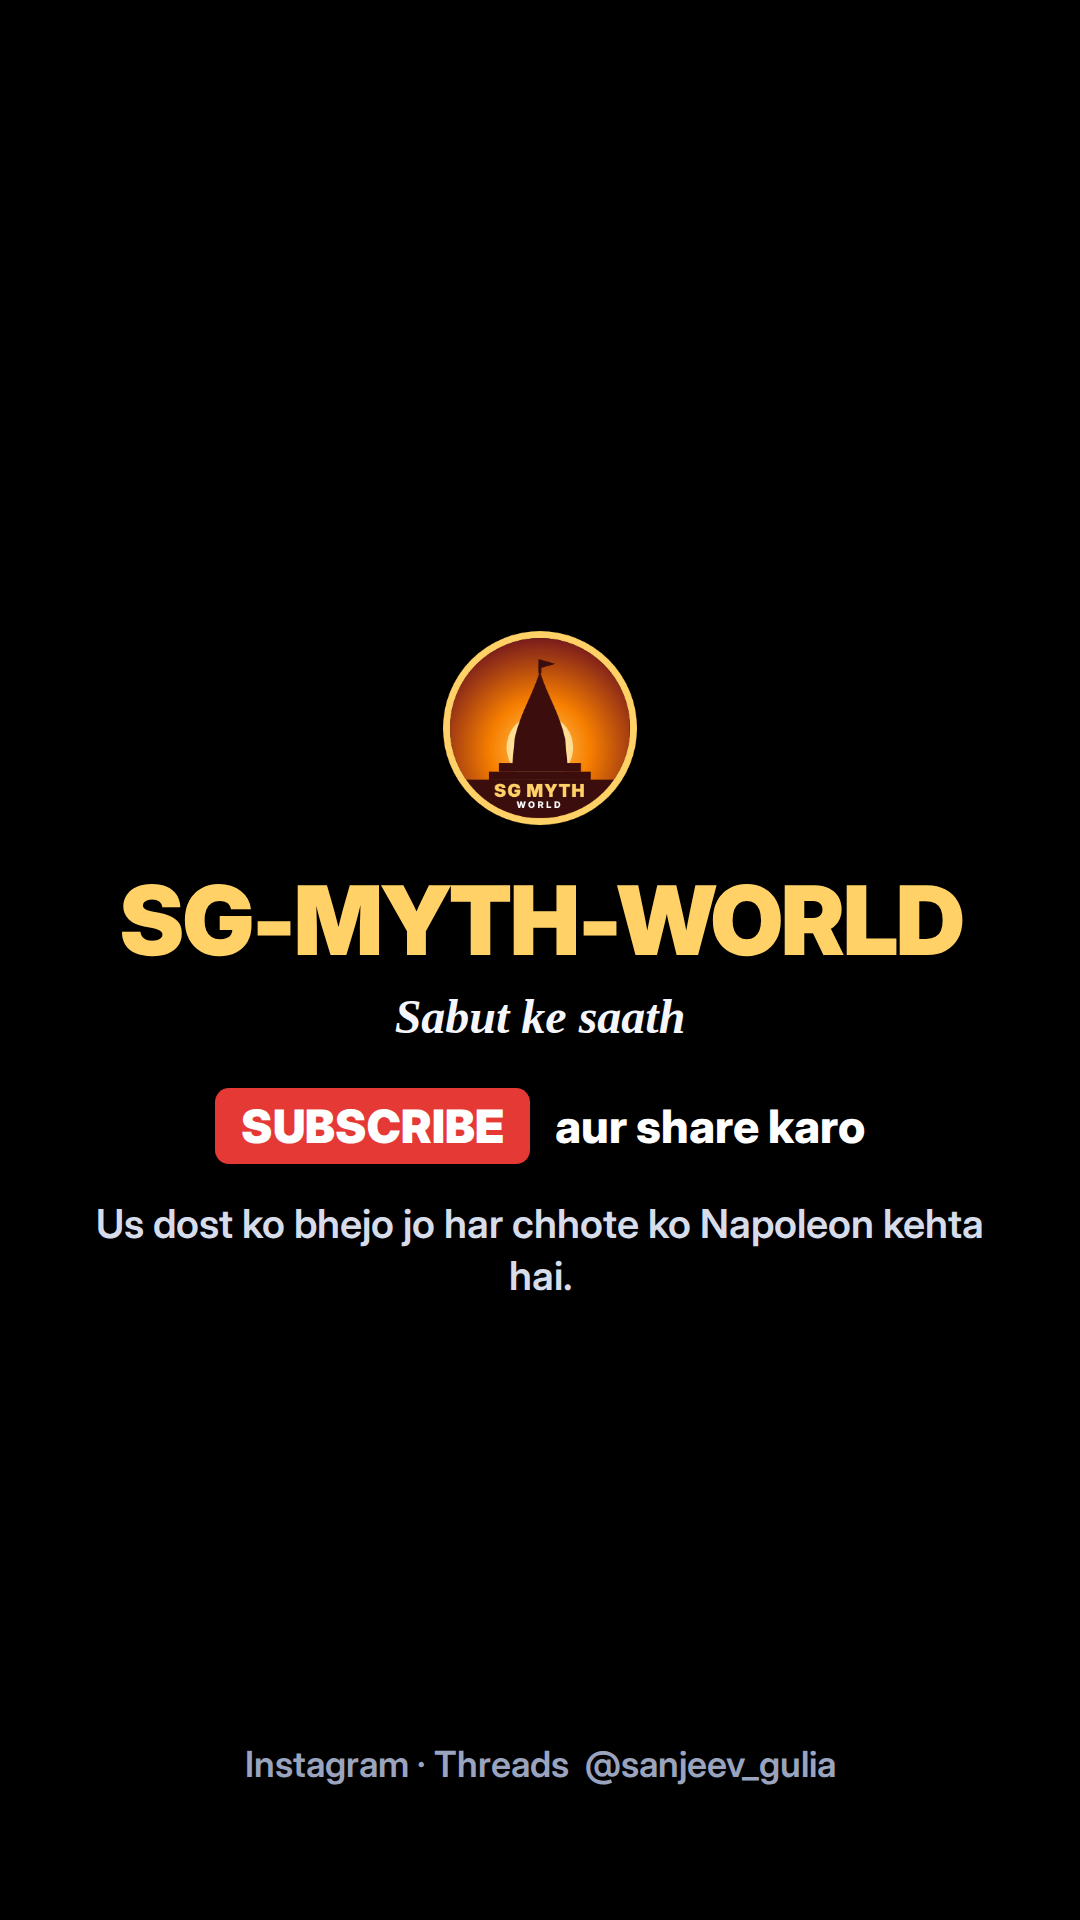 SG MYTH
WORLD
SG-MYTH-WORLD
Sabut ke saath
SUBSCRIBE aur share karo
Us dost ko bhejo jo har chhote ko Napoleon kehta
hai.
Instagram · Threads @sanjeev_gulia